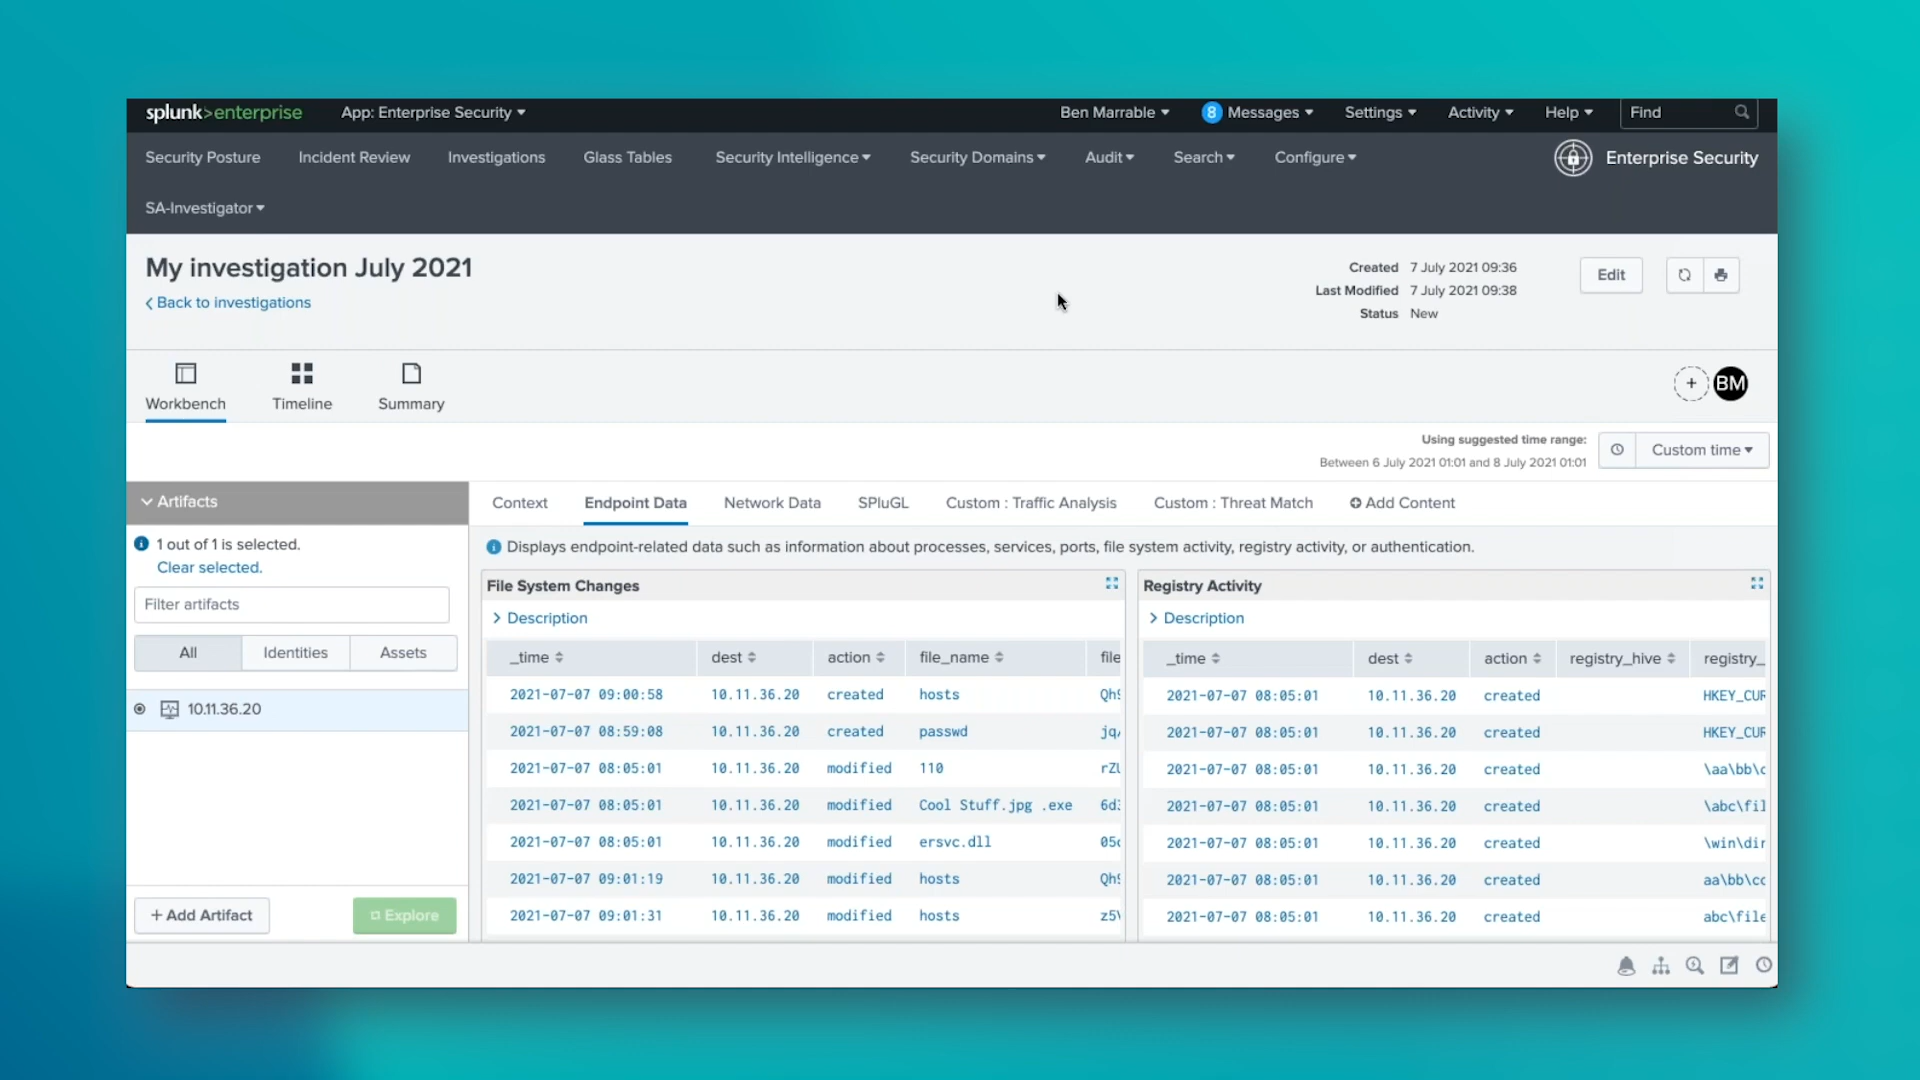 splunk>enterprise App: Enterprise Security Ben Marrable 8 Messages Settings Activity Help Find
Security Posture Incident Review Investigations Glass Tables Security Intelligence Security Domains Audit Search Configure Enterprise Security
SA-Investigator
My investigation July 2021
Back to investigations
Created 7 July 2021 09:36
Last Modified 7 July 2021 09:38
Status New
Edit
Workbench Timeline Summary
+ BM
Using suggested time range:
Between 6 July 2021 01:01 and 8 July 2021 01:01
Custom time
Artifacts
1 out of 1 is selected.
Clear selected.
Filter artifacts
All Identities Assets
10.11.36.20
+ Add Artifact Explore
Context Endpoint Data Network Data SPluGL Custom : Traffic Analysis Custom : Threat Match Add Content
Displays endpoint-related data such as information about processes, services, ports, file system activity, registry activity, or authentication.
File System Changes
Description
_time dest action file_name file
2021-07-07 09:00:58 10.11.36.20 created hosts
2021-07-07 08:59:08 10.11.36.20 created passwd
2021-07-07 08:05:01 10.11.36.20 modified 110
2021-07-07 08:05:01 10.11.36.20 modified Cool Stuff.jpg .exe
2021-07-07 08:05:01 10.11.36.20 modified ersvc.dll
2021-07-07 09:01:19 10.11.36.20 modified hosts
2021-07-07 09:01:31 10.11.36.20 modified hosts
Registry Activity
Description
_time dest action registry_hive registry_
2021-07-07 08:05:01 10.11.36.20 created HKEY_CUR
2021-07-07 08:05:01 10.11.36.20 created HKEY_CUR
2021-07-07 08:05:01 10.11.36.20 created \aa\bb\c
2021-07-07 08:05:01 10.11.36.20 created \abc\fil
2021-07-07 08:05:01 10.11.36.20 created \win\dir
2021-07-07 08:05:01 10.11.36.20 created aa\bb\cc
2021-07-07 08:05:01 10.11.36.20 created abc\file